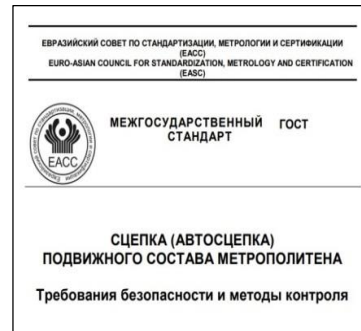 ЕВРАЗИЙСКИЙ СОВЕТ ПО СТАНДАРТИЗАЦИИ, МЕТРОЛОГИИ И СЕРТИФИКАЦИИ
(ЕАСС)
EURO-ASIAN COUNCIL FOR STANDARDIZATION, METROLOGY AND CERTIFICATION
(EASC)
МЕЖГОСУДАРСТВЕННЫЙ ГОСТ
СТАНДАРТ
ЕАСС
СЦЕПКА (АВТОСЦЕПКА)
ПОДВИЖНОГО СОСТАВА МЕТРОПОЛИТЕНА
Требования безопасности и методы контроля